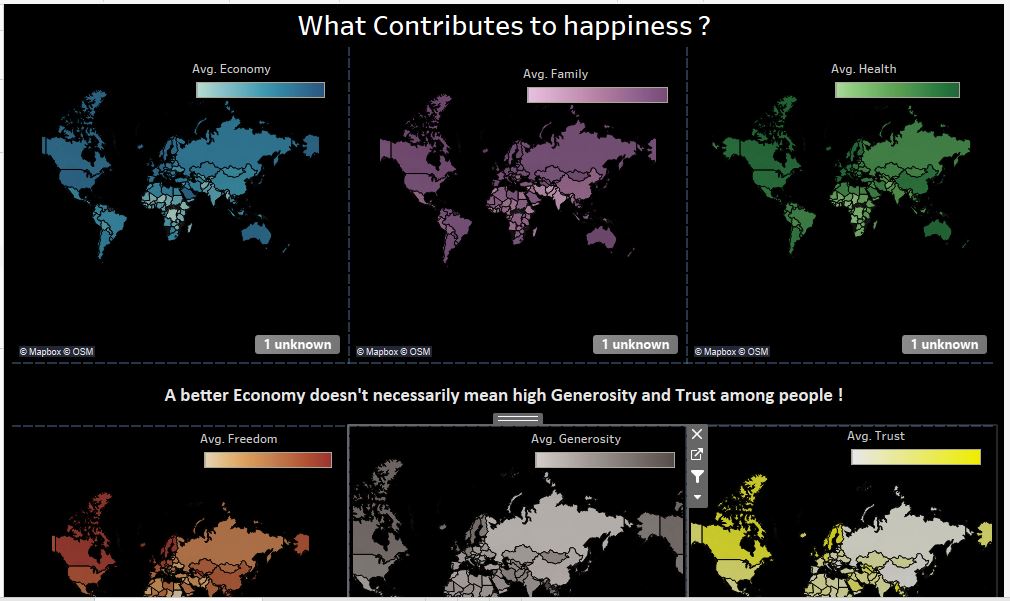 What Contributes to happiness ?
Avg. Economy
Avg. Family
Avg. Health
© Mapbox © OSM
1 unknown
© Mapbox © OSM
1 unknown
© Mapbox © OSM
1 unknown
A better Economy doesn't necessarily mean high Generosity and Trust among people !
Avg. Freedom
Avg. Generosity
Avg. Trust